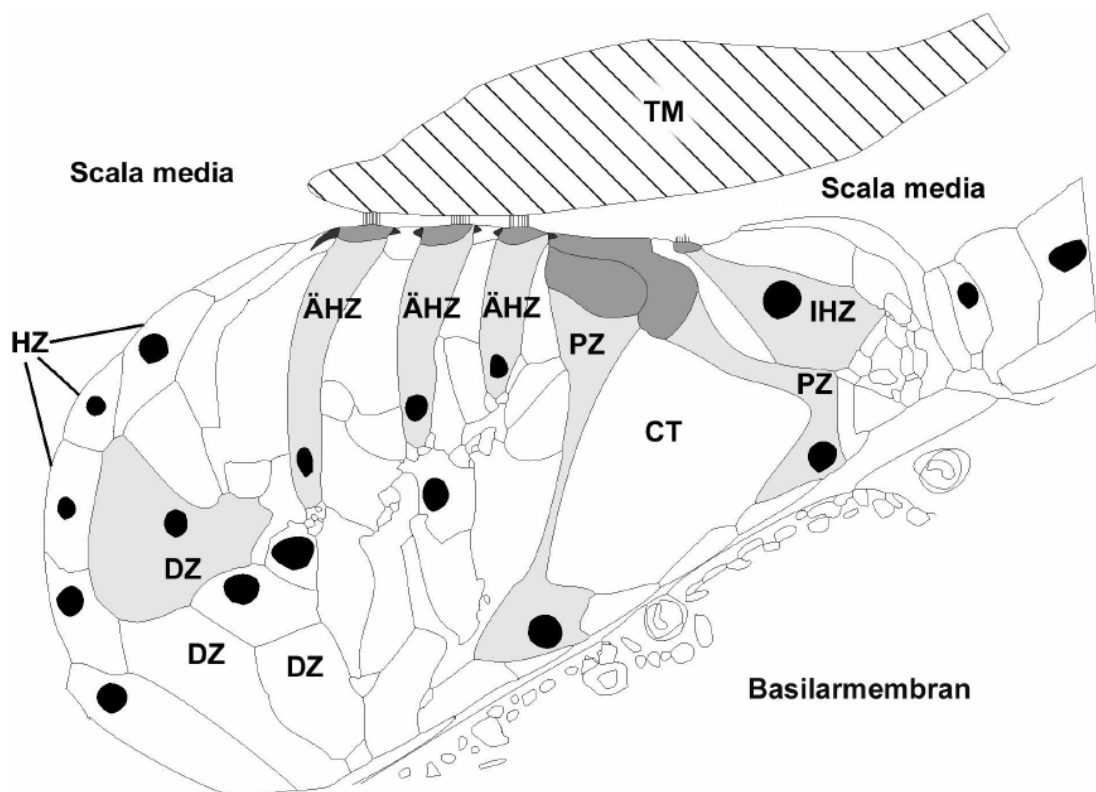 TM
Scala media
Scala media
ÄHZ
ÄHZ
ÄHZ
IHZ
HZ
PZ
PZ
CT
DZ
DZ
DZ
Basilarmembran